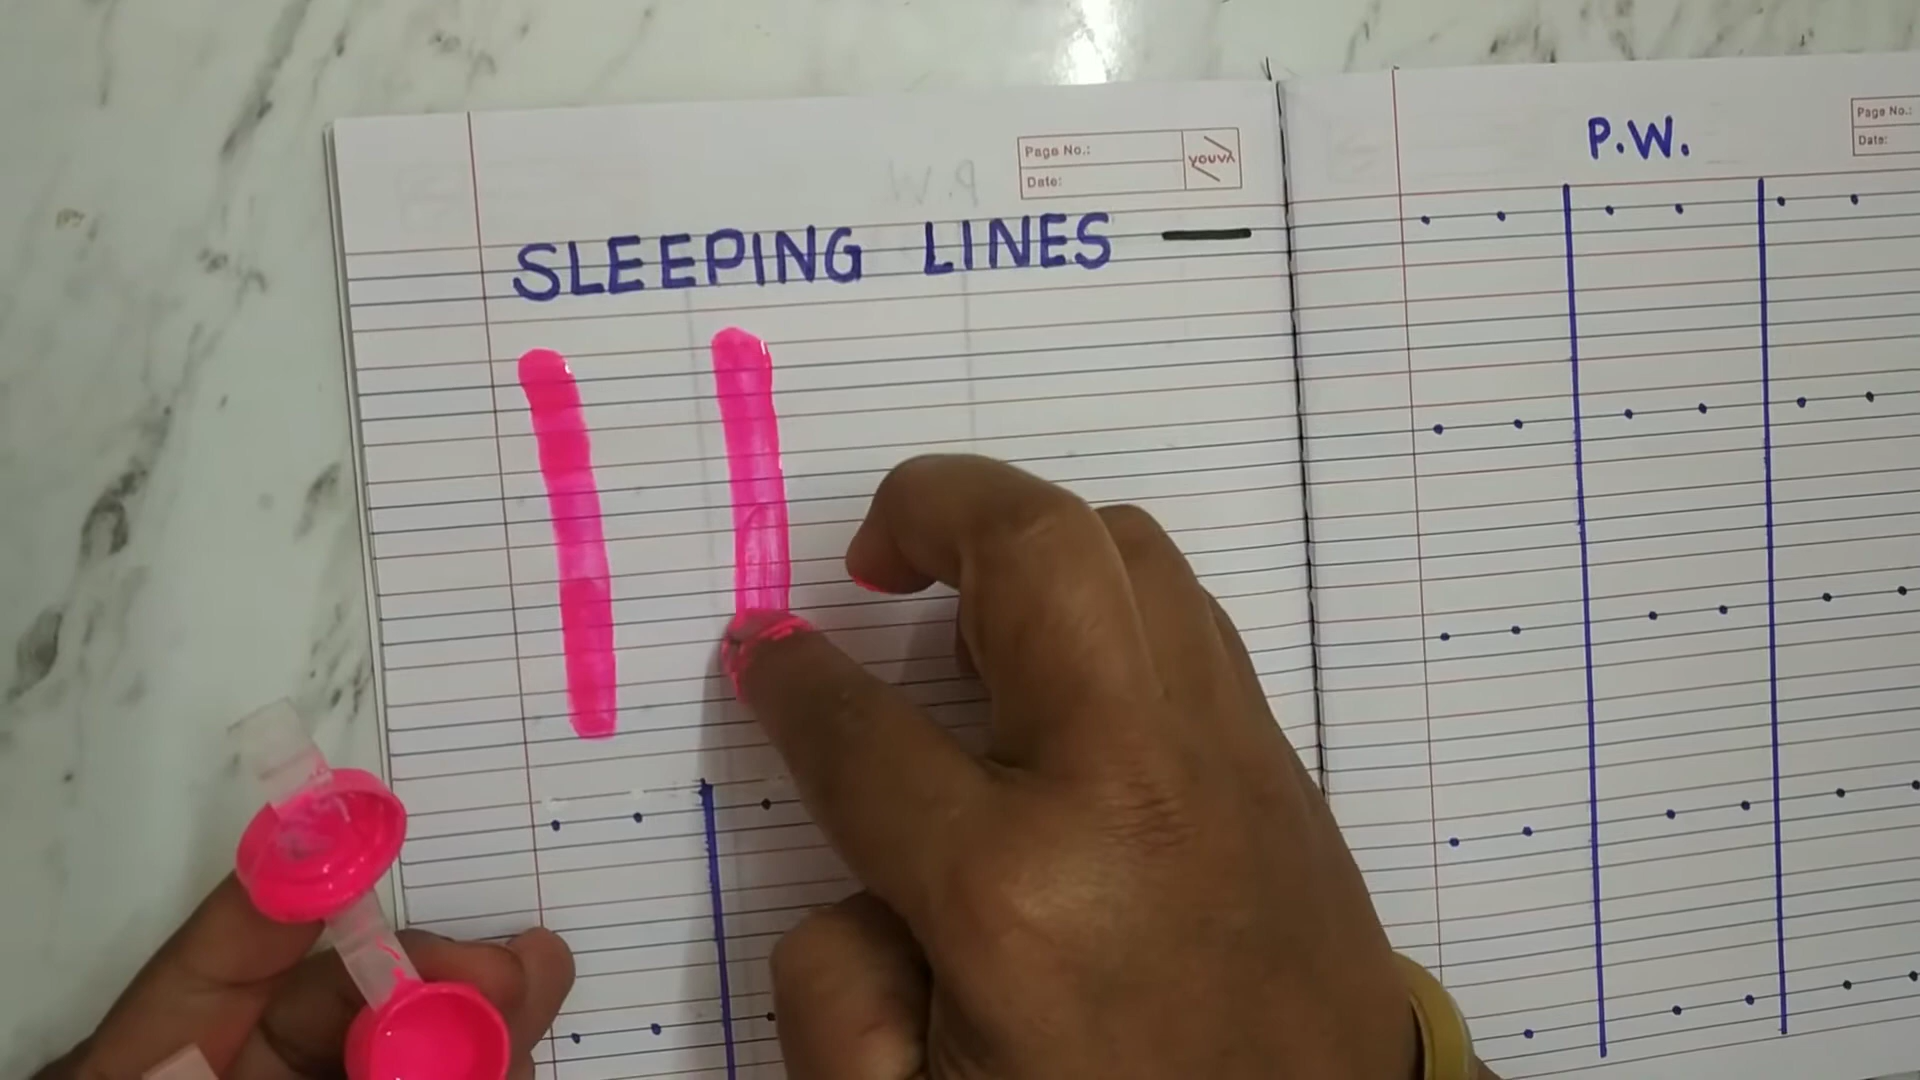 Page No.:
Date:
youvA
SLEEPING LINES —
P.W.
Page No.:
Date: